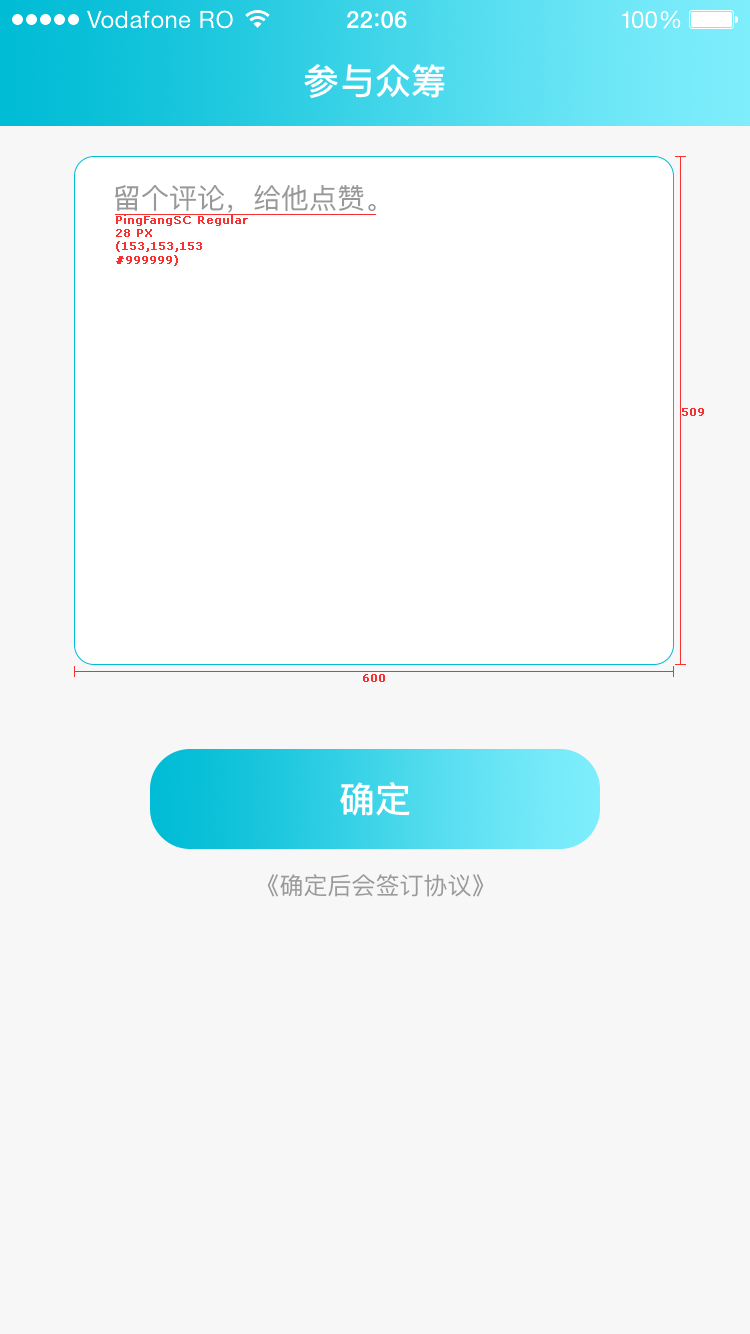 Vodafone RO 22:06 100%
参与众筹
留个评论，给他点赞。
PingFangSC Regular
28 PX
(153,153,153
#999999)
509
600
确定
《确定后会签订协议》